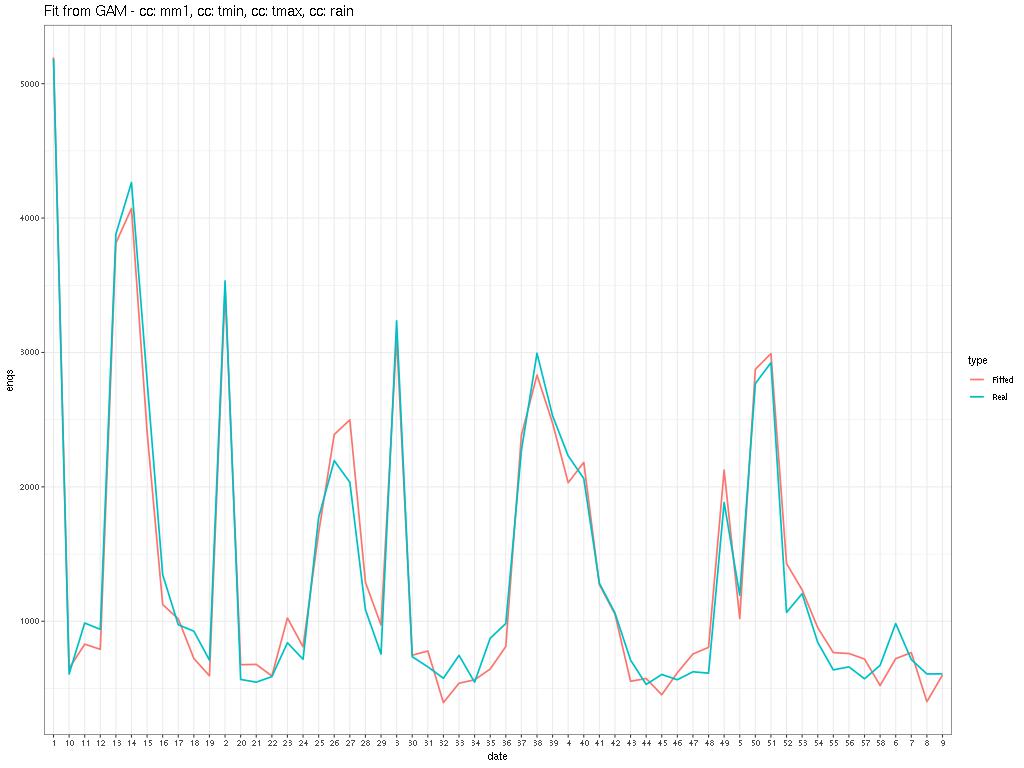 Fit from GAM - cc: mm1, cc: tmin, cc: tmax, cc: rain
5000
4000
3000
2000
1000
enqs
1 10 11 12 13 14 15 16 17 18 19 2 20 21 22 23 24 25 26 27 28 29 3 30 31 32 33 34 35 36 37 38 39 4 40 41 42 43 44 45 46 47 48 49 5 50 51 52 53 54 55 56 57 58 6 7 8 9
date
type
Fitted
Real